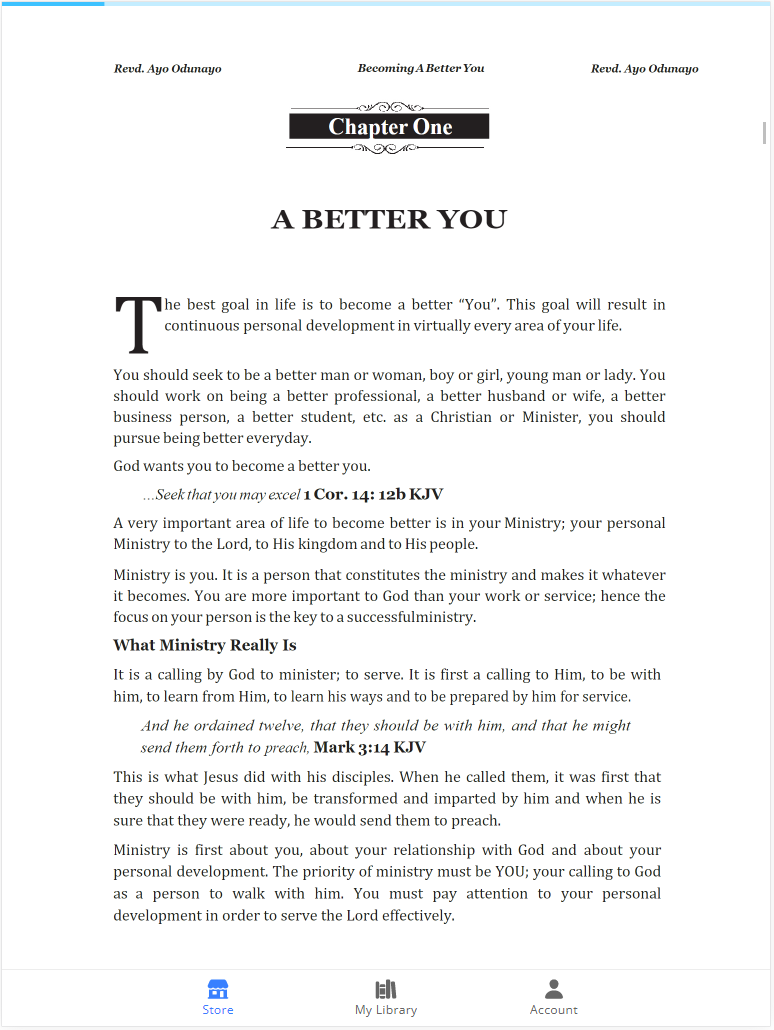 Revd. Ayo Odunayo Becoming A Better You Revd. Ayo Odunayo
Chapter One
A BETTER YOU
The best goal in life is to become a better “You”. This goal will result in
continuous personal development in virtually every area of your life.
You should seek to be a better man or woman, boy or girl, young man or lady. You
should work on being a better professional, a better husband or wife, a better
business person, a better student, etc. as a Christian or Minister, you should
pursue being better everyday.
God wants you to become a better you.
...Seek that you may excel 1 Cor. 14: 12b KJV
A very important area of life to become better is in your Ministry; your personal
Ministry to the Lord, to His kingdom and to His people.
Ministry is you. It is a person that constitutes the ministry and makes it whatever
it becomes. You are more important to God than your work or service; hence the
focus on your person is the key to a successfulministry.
What Ministry Really Is
It is a calling by God to minister; to serve. It is first a calling to Him, to be with
him, to learn from Him, to learn his ways and to be prepared by him for service.
And he ordained twelve, that they should be with him, and that he might
send them forth to preach, Mark 3:14 KJV
This is what Jesus did with his disciples. When he called them, it was first that
they should be with him, be transformed and imparted by him and when he is
sure that they were ready, he would send them to preach.
Ministry is first about you, about your relationship with God and about your
personal development. The priority of ministry must be YOU; your calling to God
as a person to walk with him. You must pay attention to your personal
development in order to serve the Lord effectively.
Store My Library Account